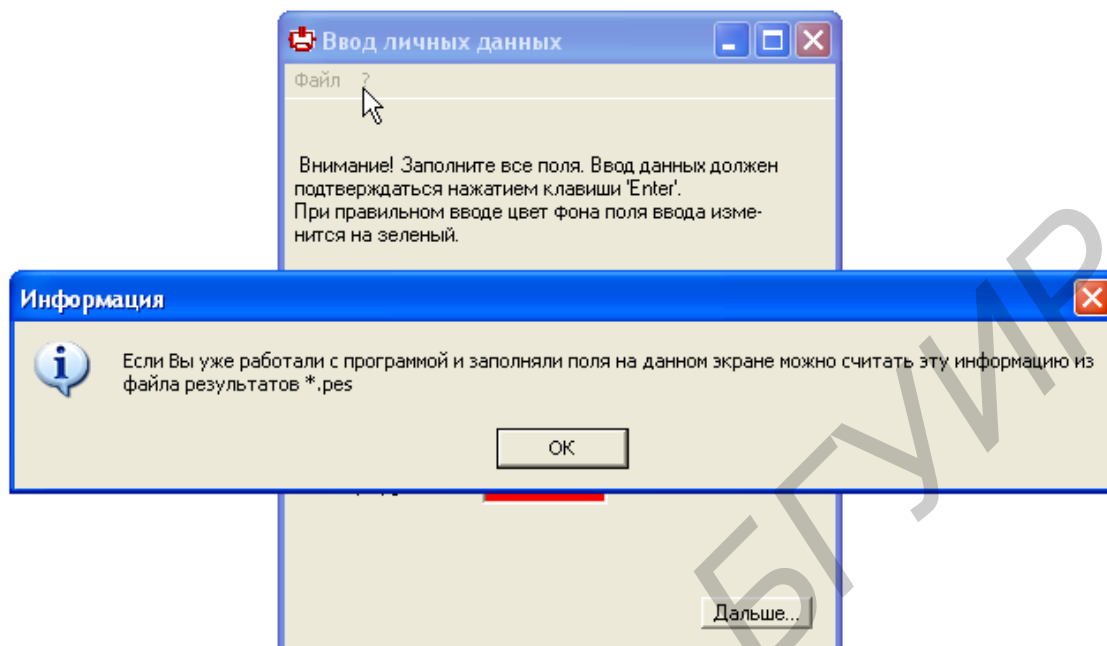 Ввод личных данных
Файл ?
Внимание! Заполните все поля. Ввод данных должен
подтверждаться нажатием клавиши 'Enter'.
При правильном вводе цвет фона поля ввода изме-
нится на зеленый.
Информация
Если Вы уже работали с программой и заполняли поля на данном экране можно считать эту информацию из
файла результатов *.pes
OK
Дальше...
БГУИР